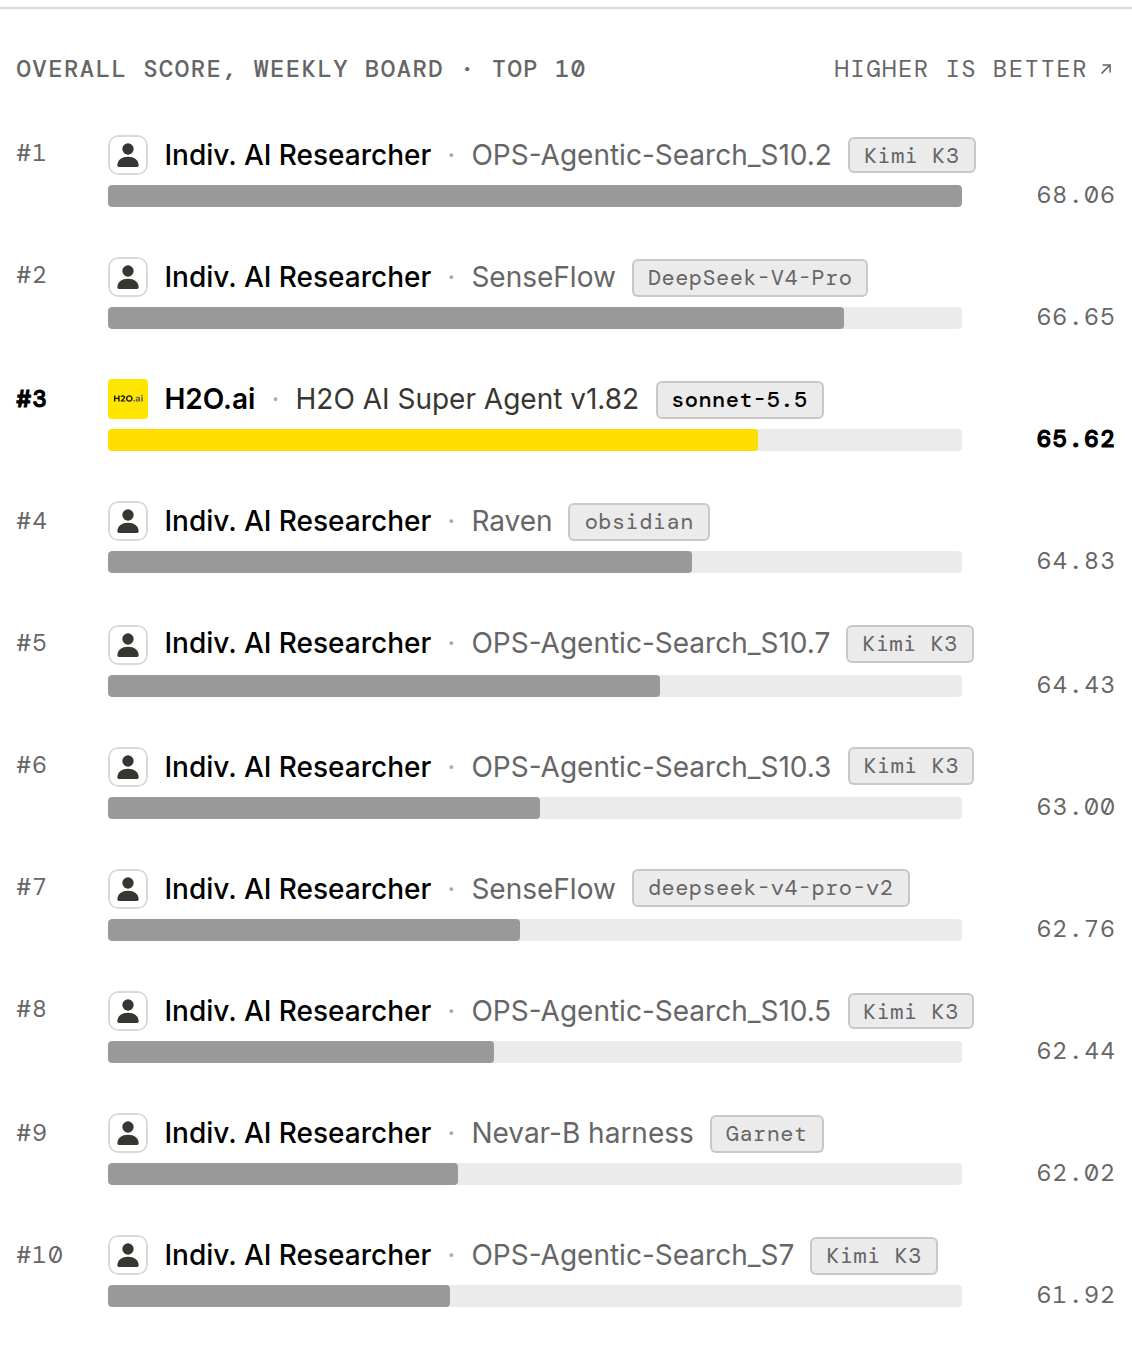 OVERALL SCORE, WEEKLY BOARD · TOP 10 HIGHER IS BETTER ↗
#1 Indiv. AI Researcher · OPS-Agentic-Search_S10.2 Kimi K3
68.06
#2 Indiv. AI Researcher · SenseFlow DeepSeek-V4-Pro
66.65
#3 H2O.ai H2O.ai · H2O AI Super Agent v1.82 sonnet-5.5
65.62
#4 Indiv. AI Researcher · Raven obsidian
64.83
#5 Indiv. AI Researcher · OPS-Agentic-Search_S10.7 Kimi K3
64.43
#6 Indiv. AI Researcher · OPS-Agentic-Search_S10.3 Kimi K3
63.00
#7 Indiv. AI Researcher · SenseFlow deepseek-v4-pro-v2
62.76
#8 Indiv. AI Researcher · OPS-Agentic-Search_S10.5 Kimi K3
62.44
#9 Indiv. AI Researcher · Nevar-B harness Garnet
62.02
#10 Indiv. AI Researcher · OPS-Agentic-Search_S7 Kimi K3
61.92